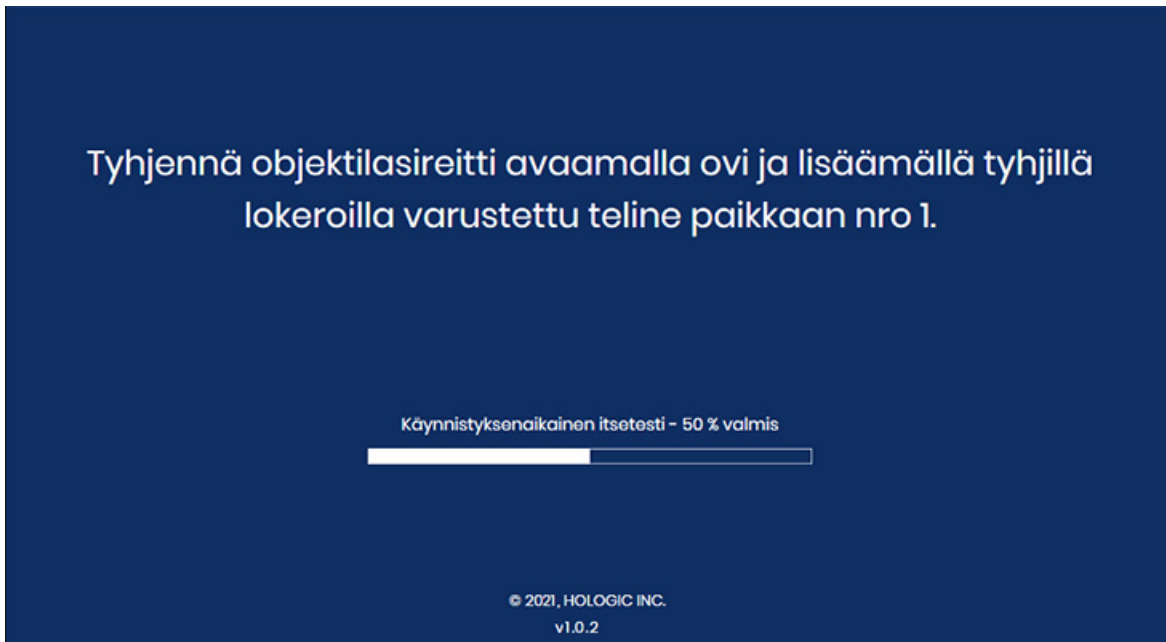 Tyhjennä objektilasireitti avaamalla ovi ja lisäämällä tyhjillä
lokeroilla varustettu teline paikkaan nro 1.
Käynnistyksenaikainen itsetesti - 50 % valmis
© 2021, HOLOGIC INC.
v1.0.2